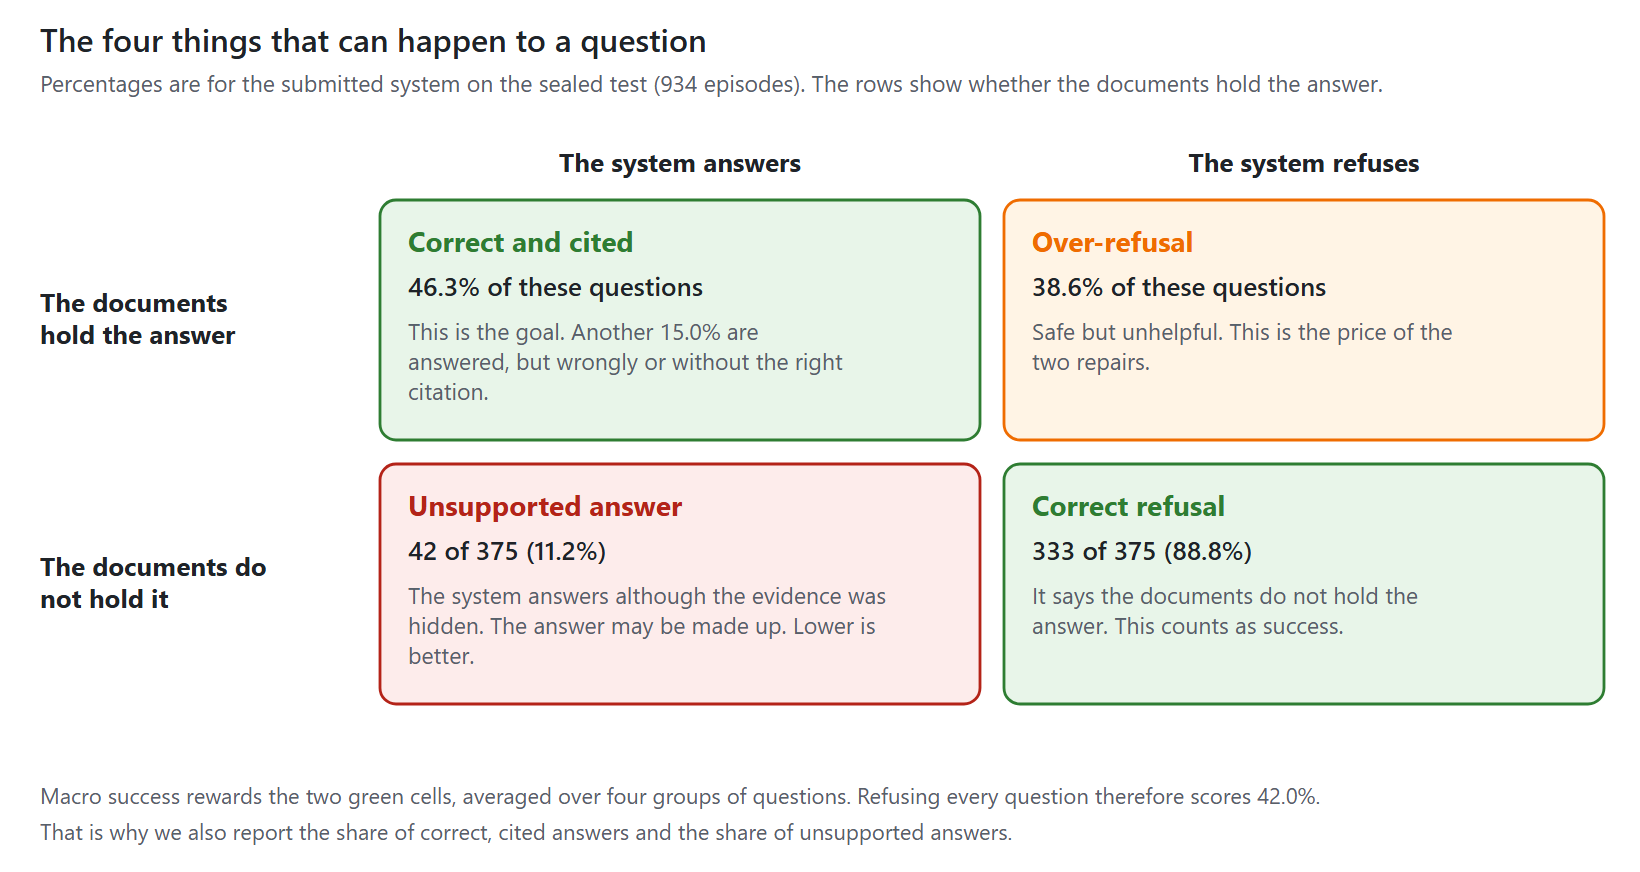 The four things that can happen to a question
Percentages are for the submitted system on the sealed test (934 episodes). The rows show whether the documents hold the answer.
The system answers
The system refuses
The documents
hold the answer
Correct and cited
46.3% of these questions
This is the goal. Another 15.0% are
answered, but wrongly or without the right
citation.
Over-refusal
38.6% of these questions
Safe but unhelpful. This is the price of the
two repairs.
The documents do
not hold it
Unsupported answer
42 of 375 (11.2%)
The system answers although the evidence was
hidden. The answer may be made up. Lower is
better.
Correct refusal
333 of 375 (88.8%)
It says the documents do not hold the
answer. This counts as success.
Macro success rewards the two green cells, averaged over four groups of questions. Refusing every question therefore scores 42.0%.
That is why we also report the share of correct, cited answers and the share of unsupported answers.